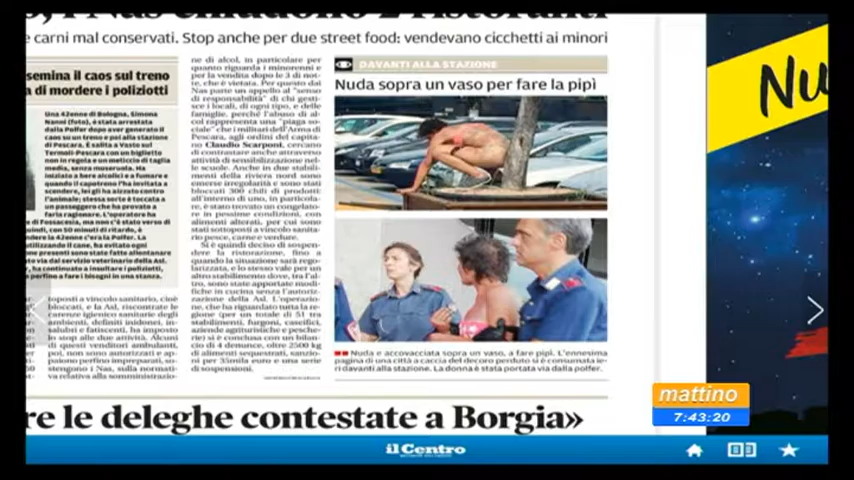 e carni mal conservati. Stop anche per due street food: vendevano cicchetti ai minori
semina il caos sul treno
a di mordere i poliziotti
Una 42enne di Bologna, Simona
Nanni (foto), è stata arrestata
dalla Polfer dopo aver generato il
caos su un treno e poi alla stazione
di Pescara. È salita a Vasto sul
Termoli-Pescara con un biglietto
non in regola e un meticcio di taglia
media, senza museruola. Ha
iniziato a bere alcolici e a fumare e
quando il capotreno l'ha invitata a
scendere, lei gli ha aizzato contro
l'animale; stessa sorte è toccata a
un passeggero che ha provato a
farla ragionare. L'operatore ha
di Fossacesia, ma non c'è stato verso di
quindi, con 50 minuti di ritardo, è
endere la 42enne c'era la Polfer. La
utilizzando il cane, ha evitato ogni
one presenti sono state fatte allontanare
to via dal servizio veterinario della Asl.
r, ha continuato a insultare i poliziotti,
perfino a fare i bisogni in una stanza.
toposti a vincolo sanitario, cioè
bloccati, e la Asl, riscontrate le
carenze igienico sanitarie degli
ambienti, definiti inidonei, in-
salubri e fatiscenti, ha imposto
lo stop alle due attività. Alcuni
di questi venditori ambulanti,
poi, non sono autorizzati e ap-
paiono perfino improvisati, so-
stengono i Nas, sulla normati-
va relativa alla somministrazio-
ne di alcol, in particolare per
quanto riguarda i minorenni e
per la vendita dopo le 3 di not-
te, che è vietata. Per questo dai
Nas parte un appello al "senso
di responsabilità" di chi gesti-
sce i locali, di ogni tipo, e delle
famiglie, perché l'abuso di al-
col rappresenta una "piaga so-
ciale" che i militari dell'Arma di
Pescara, agli ordini del capita-
no Claudio Scarponi, cercano
di contrastare anche attraverso
attività di sensibilizzazione nel-
le scuole. Anche in due stabili-
menti della riviera nord sono
emerse irregolarità e sono stati
bloccati 300 chili di prodotti:
all'interno di uno, in particola-
re, è stato trovato un congelato-
re in pessime condizioni, con
alimenti alterati, per cui sono
stati sottoposti a vincolo sanita-
rio pesce, carne e verdure.
Si è quindi deciso di sospende-
re la ristorazione, fino a
quando la situazione sarà rego-
larizzata, e lo stesso vale per un
altro stabilimento dove, tra l'al-
tro, sono state apportate modi-
fiche in cucina senza l'autoriz-
zazione della Asl. L'operazio-
ne, che ha riguardato tutta la re-
gione (per un totale di 51 tra
stabilimenti, furgoni, caseifici,
aziende agrituristiche e pesche-
rie) si è conclusa con un bilan-
cio di 4 denunce, oltre 2500 kg
di alimenti sequestrati, sanzio-
ni per 35mila euro e una serie
di sospensioni.
DAVANTI ALLA STAZIONE
Nuda sopra un vaso per fare la pipì
Nuda e accovacciata sopra un vaso, a fare pipì. L'ennesima
pagina di una città a caccia del decoro perduto si è consumata ie-
ri davanti alla stazione. La donna è stata portata via dalla polfer.
re le deleghe contestate a Borgia»
Nu
mattino
7:43:20
il Centro